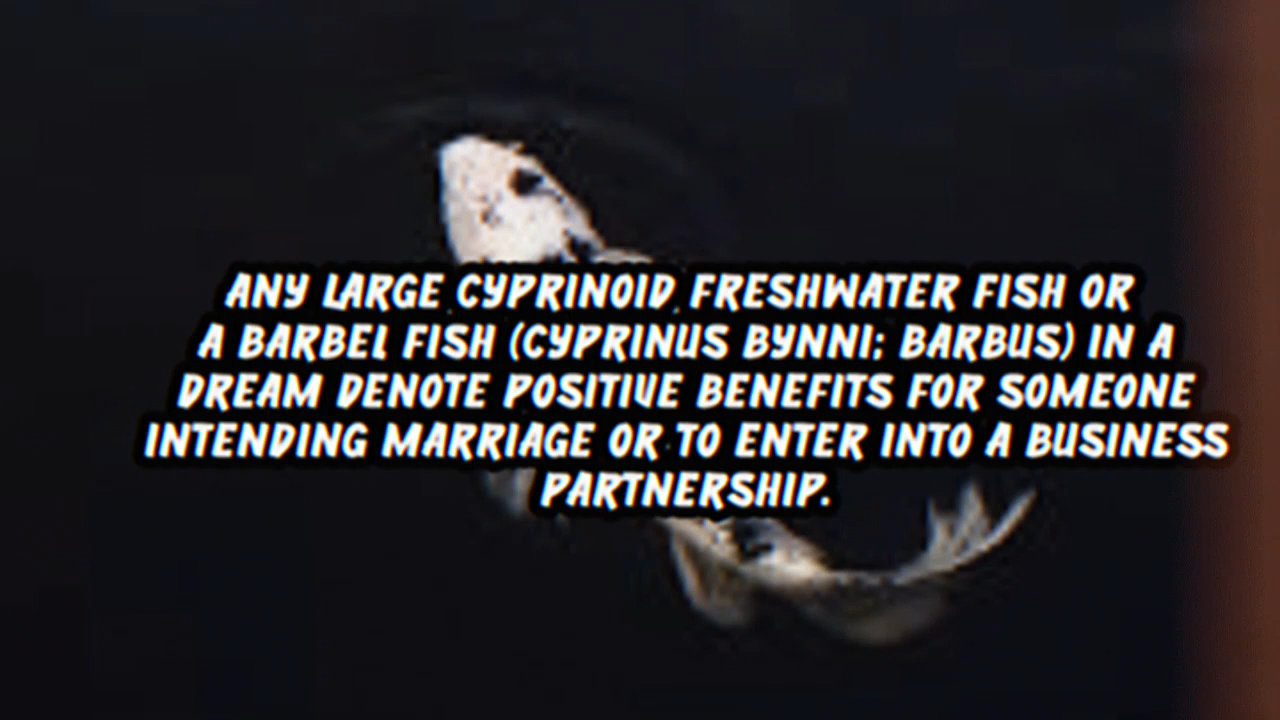 ANY LARGE CYPRINOID FRESHWATER FISH OR
A BARBEL FISH (CYPRINUS BYNNI; BARBUS) IN A
DREAM DENOTE POSITIVE BENEFITS FOR SOMEONE
INTENDING MARRIAGE OR TO ENTER INTO A BUSINESS
PARTNERSHIP.